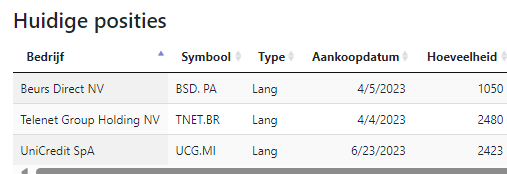 Huidige posities
Bedrijf Symbool Type Aankoopdatum Hoeveelheid
Beurs Direct NV BSD. PA Lang 4/5/2023 1050
Telenet Group Holding NV TNET.BR Lang 4/4/2023 2480
UniCredit SpA UCG.MI Lang 6/23/2023 2423